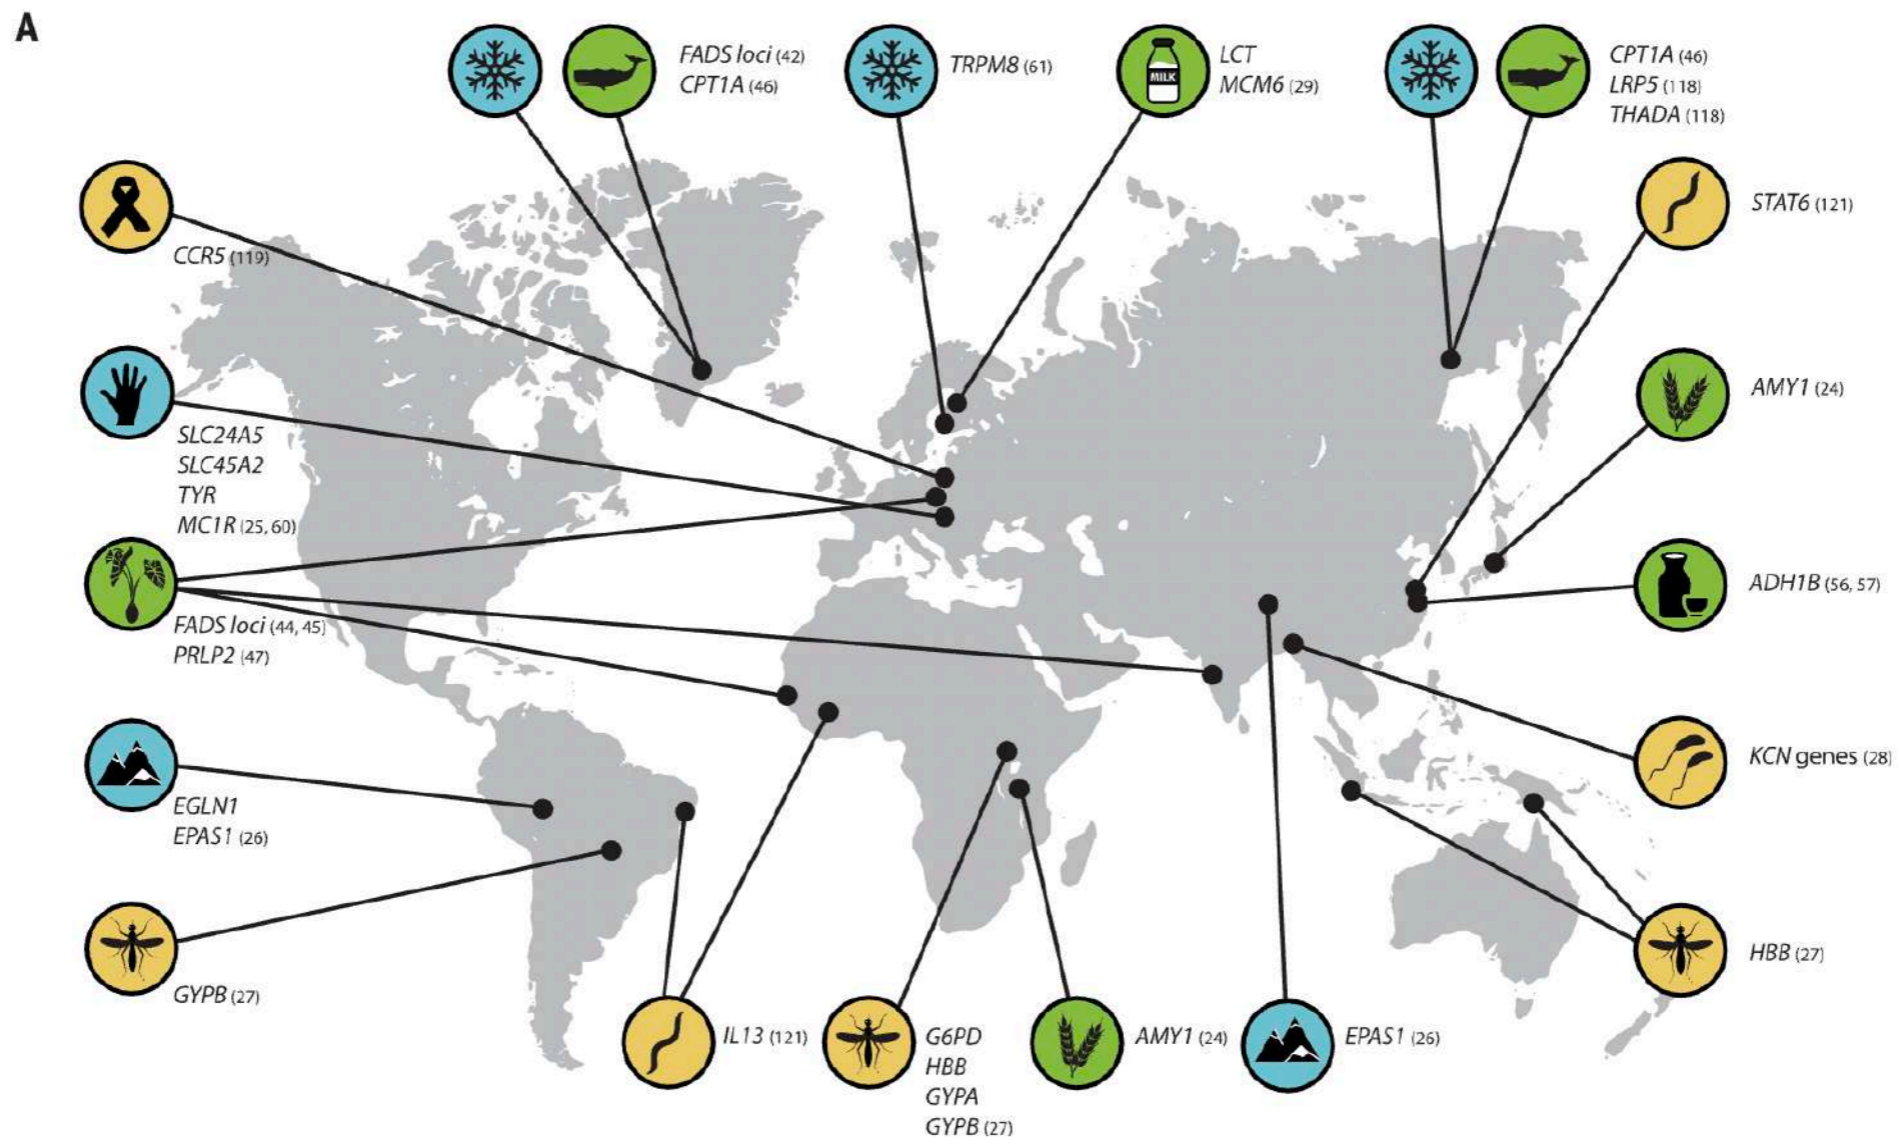 A
FADS loci (42)
CPT1A (46)
TRPM8 (61)
MILK
LCT
MCM6 (29)
CPT1A (46)
LRP5 (118)
THADA (118)
CCR5 (119)
STAT6 (121)
SLC24A5
SLC45A2
TYR
MC1R (25, 60)
AMY1 (24)
FADS loci (44, 45)
PRLP2 (47)
ADH1B (56, 57)
EGLN1
EPAS1 (26)
KCN genes (28)
GYPB (27)
HBB (27)
IL13 (121)
G6PD
HBB
GYPA
GYPB (27)
AMY1 (24)
EPAS1 (26)